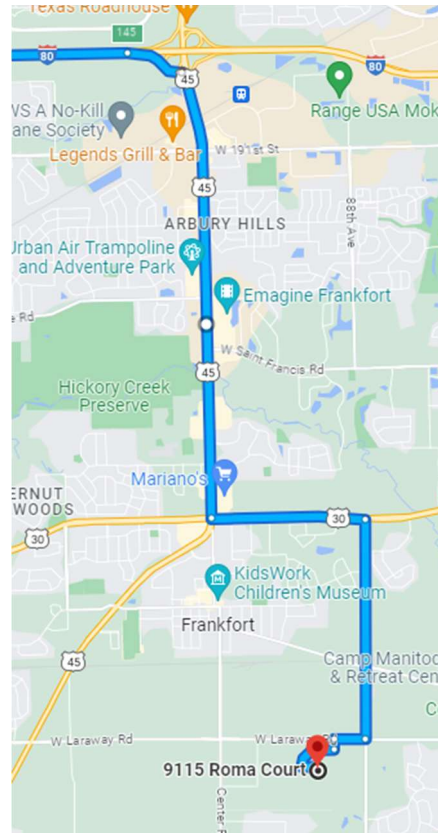 Texas Roadhouse
145
80
45
80
WS A No-Kill
ane Society
Range USA Mok
Legends Grill & Bar
W 191st St
45
88th Ave
ARBURY HILLS
Urban Air Trampoline
and Adventure Park
Emagine Frankfort
e Rd
W Saint Francis Rd
45
Hickory Creek
Preserve
Mariano's
ERNUT
WOODS
30
30
KidsWork
Children's Museum
Frankfort
45
Camp Manitoq
& Retreat Cen
C
W Laraway Rd
W Laraway Rd
9115 Roma Court
Center R